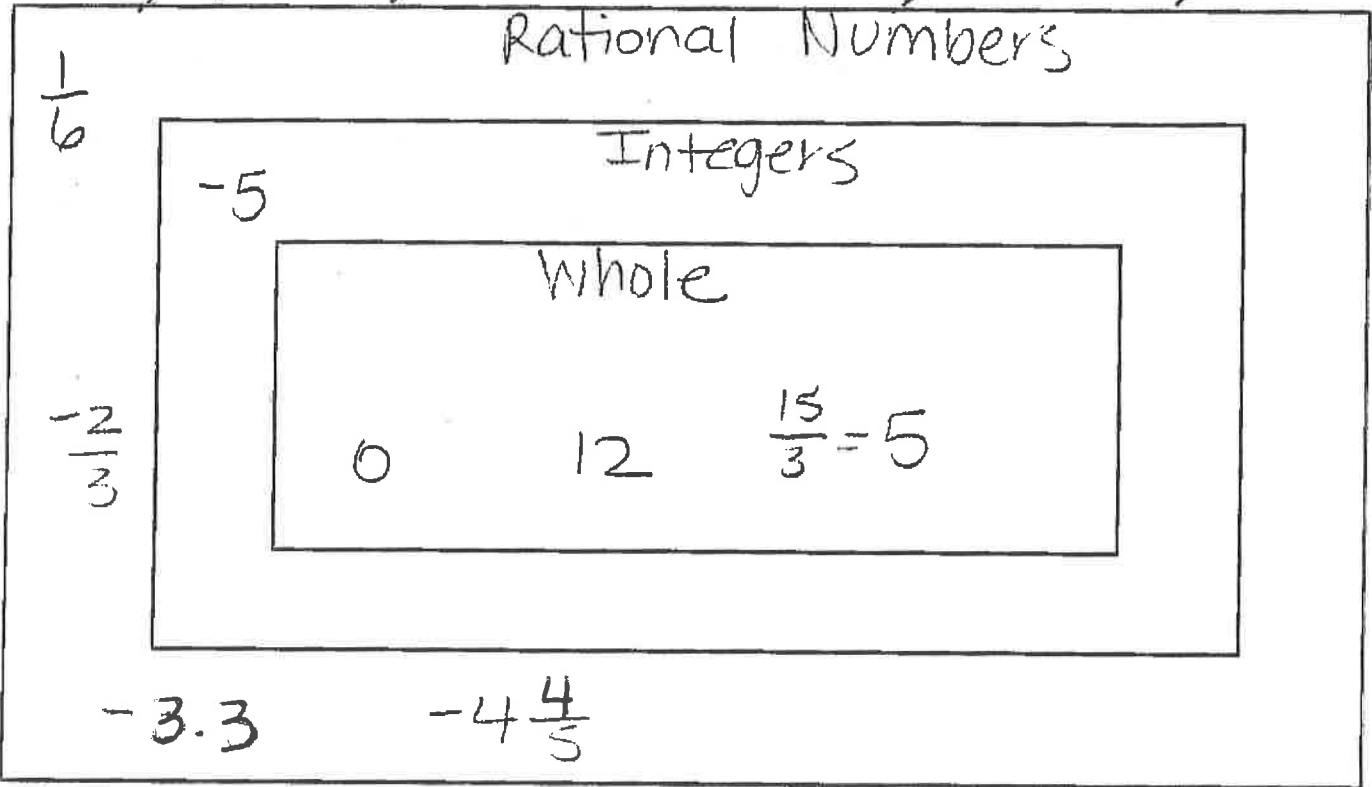 Rational Numbers
1/6
Integers
-5
Whole
-2/3
0 12 15/3 = 5
-3.3 -4 4/5